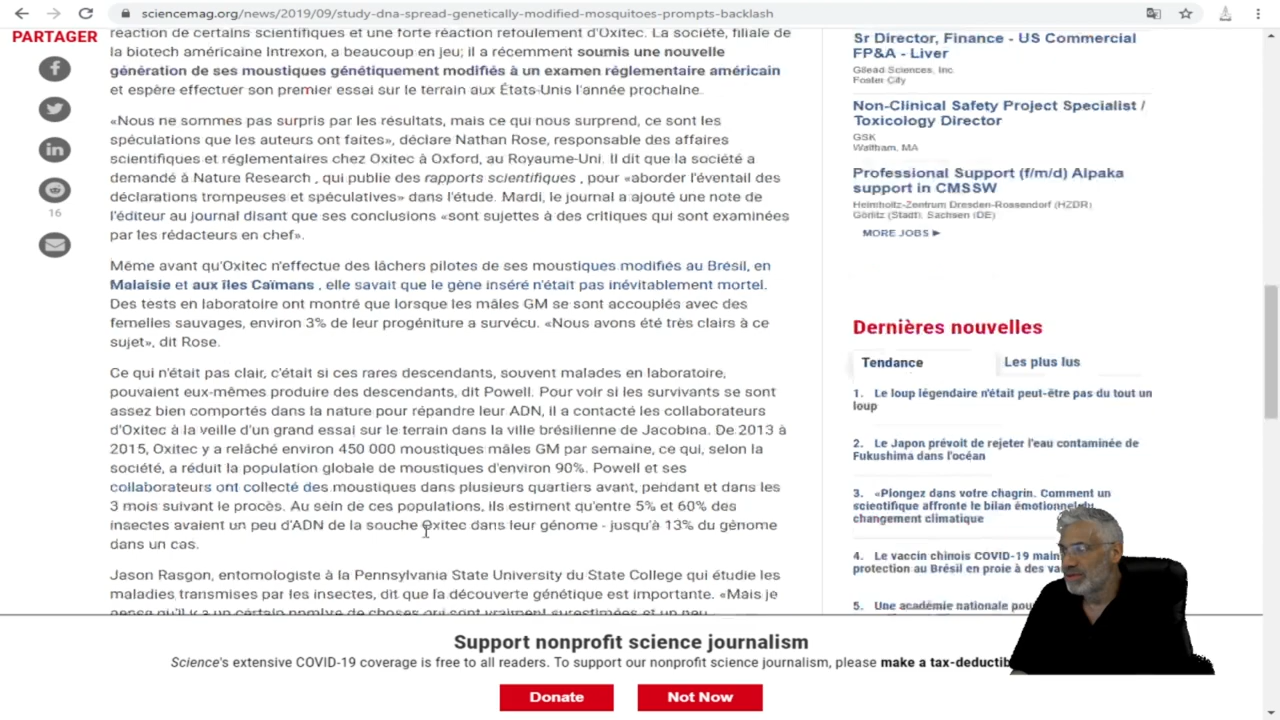 sciencemag.org/news/2019/09/study-dna-spread-genetically-modified-mosquitoes-prompts-backlash
PARTAGER
16
réaction de certains scientifiques et une forte réaction refoulement d'Oxitec. La société, filiale de
la biotech américaine Intrexon, a beaucoup en jeu; il a récemment soumis une nouvelle
génération de ses moustiques génétiquement modifiés à un examen réglementaire américain
et espère effectuer son premier essai sur le terrain aux États-Unis l'année prochaine.
«Nous ne sommes pas surpris par les résultats, mais ce qui nous surprend, ce sont les
spéculations que les auteurs ont faites», déclare Nathan Rose, responsable des affaires
scientifiques et réglementaires chez Oxitec à Oxford, au Royaume-Uni. Il dit que la société a
demandé à Nature Research , qui publie des rapports scientifiques , pour «aborder l'éventail des
déclarations trompeuses et spéculatives» dans l'étude. Mardi, le journal a ajouté une note de
l'éditeur au journal disant que ses conclusions «sont sujettes à des critiques qui sont examinées
par les rédacteurs en chef».
Même avant qu'Oxitec n'effectue des lâchers pilotes de ses moustiques modifiés au Brésil, en
Malaisie et aux îles Caïmans , elle savait que le gène inséré n'était pas inévitablement mortel.
Des tests en laboratoire ont montré que lorsque les mâles GM se sont accouplés avec des
femelles sauvages, environ 3% de leur progéniture a survécu. «Nous avons été très clairs à ce
sujet», dit Rose.
Ce qui n'était pas clair, c'était si ces rares descendants, souvent malades en laboratoire,
pouvaient eux-mêmes produire des descendants, dit Powell. Pour voir si les survivants se sont
assez bien comportés dans la nature pour répandre leur ADN, il a contacté les collaborateurs
d'Oxitec à la veille d'un grand essai sur le terrain dans la ville brésilienne de Jacobina. De 2013 à
2015, Oxitec y a relâché environ 450 000 moustiques mâles GM par semaine, ce qui, selon la
société, a réduit la population globale de moustiques d'environ 90%. Powell et ses
collaborateurs ont collecté des moustiques dans plusieurs quartiers avant, pendant et dans les
3 mois suivant le procès. Au sein de ces populations, ils estiment qu'entre 5% et 60% des
insectes avaient un peu d'ADN de la souche Oxitec dans leur génome - jusqu'à 13% du génome
dans un cas.
Jason Rasgon, entomologiste à la Pennsylvania State University du State College qui étudie les
maladies transmises par les insectes, dit que la découverte génétique est importante. «Mais je
pense qu'il y a un certain nombre de choses qui sont vraiment surestimées et un peu
Sr Director, Finance - US Commercial
FP&A - Liver
Gilead Sciences, Inc.
Foster City
Non-Clinical Safety Project Specialist /
Toxicology Director
GSK
Waltham, MA
Professional Support (f/m/d) Alpaka
support in CMSSW
Helmholtz-Zentrum Dresden-Rossendorf (HZDR)
Görlitz (Stadt), Sachsen (DE)
MORE JOBS ▶
Dernières nouvelles
Tendance
Les plus lus
1. Le loup légendaire n'était peut-être pas du tout un
loup
2. Le Japon prévoit de rejeter l'eau contaminée de
Fukushima dans l'océan
3. «Plongez dans votre chagrin. Comment un
scientifique affronte le bilan émotionnel du
changement climatique
4. Le vaccin chinois COVID-19
protection au Brésil en proie à des
5. Une académie nationale
Support nonprofit science journalism
Science's extensive COVID-19 coverage is free to all readers. To support our nonprofit science journalism, please make a
Donate
Not Now